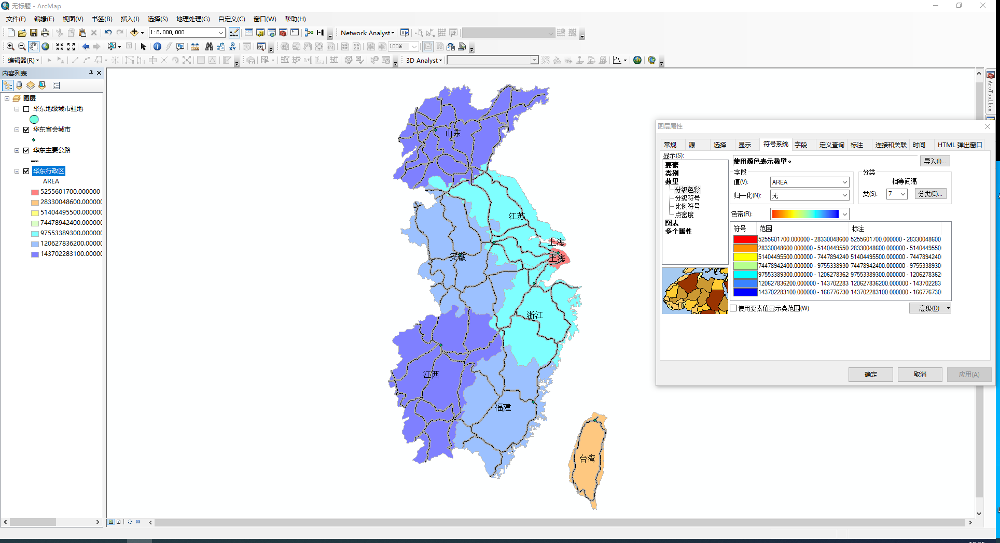 无标题 - ArcMap
文件(F) 编辑(E) 视图(V) 书签(B) 插入(I) 选择(S) 地理处理(G) 自定义(C) 窗口(W) 帮助(H)
1:8,000,000 Network Analyst
100%
编辑器(R) 3D Analyst
内容列表
图层
华东地级城市驻地
华东省会城市
华东主要公路
华东行政区
AREA
5255601700.000000
28330048600.000000
51404495500.000000
74478942400.000000
97553389300.000000
120627836200.00000
143702283100.00000
山东
江苏
上海
上海
安徽
浙江
江西
福建
台湾
ArcToolbox
图层属性
常规 源 选择 显示 符号系统 字段 定义查询 标注 连接和关联 时间 HTML 弹出窗口
显示(S):
要素
类别
数量
分级色彩
分级符号
比例符号
点密度
图表
多个属性
使用颜色表示数量。
导入(I)...
字段
值(V): AREA
归一化(N): 无
分类
相等间隔
类(S): 7 分类(C)...
色带(R):
符号 范围 标注
5255601700.000000 - 28330048600 5255601700.000000 - 28330048600
28330048600.000000 - 5140449550 28330048600.000000 - 5140449550
51404495500.000000 - 7447894240 51404495500.000000 - 7447894240
74478942400.000000 - 9755338930 74478942400.000000 - 9755338930
97553389300.000000 - 1206278362 97553389300.000000 - 1206278362
120627836200.000000 - 143702283 120627836200.000000 - 143702283
143702283100.000000 - 166776730 143702283100.000000 - 166776730
使用要素值显示类范围(W)
高级(D)
确定 取消 应用(A)